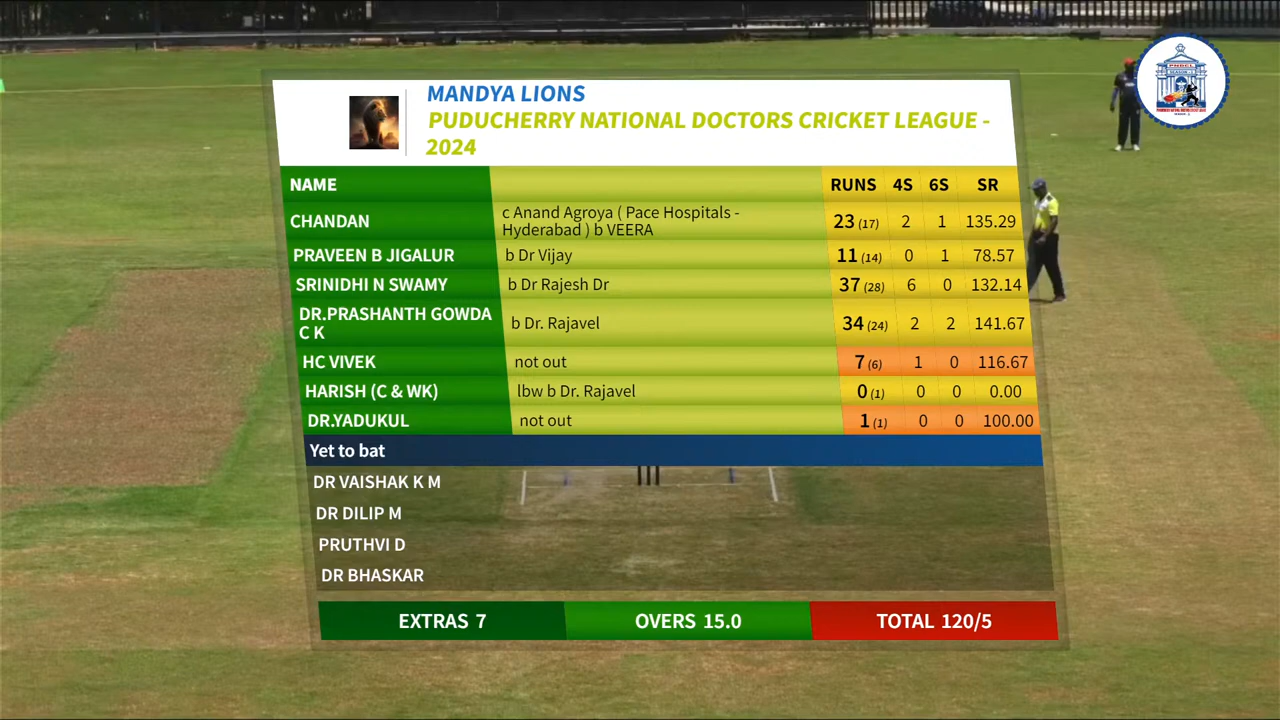 MANDYA LIONS
PUDUCHERRY NATIONAL DOCTORS CRICKET LEAGUE -
2024
NAME RUNS 4S 6S SR
CHANDAN c Anand Agroya ( Pace Hospitals - Hyderabad ) b VEERA 23 (17) 2 1 135.29
PRAVEEN B JIGALUR b Dr Vijay 11 (14) 0 1 78.57
SRINIDHI N SWAMY b Dr Rajesh Dr 37 (28) 6 0 132.14
DR.PRASHANTH GOWDA C K b Dr. Rajavel 34 (24) 2 2 141.67
HC VIVEK not out 7 (6) 1 0 116.67
HARISH (C & WK) lbw b Dr. Rajavel 0 (1) 0 0 0.00
DR.YADUKUL not out 1 (1) 0 0 100.00
Yet to bat
DR VAISHAK K M
DR DILIP M
PRUTHVI D
DR BHASKAR
EXTRAS 7 OVERS 15.0 TOTAL 120/5